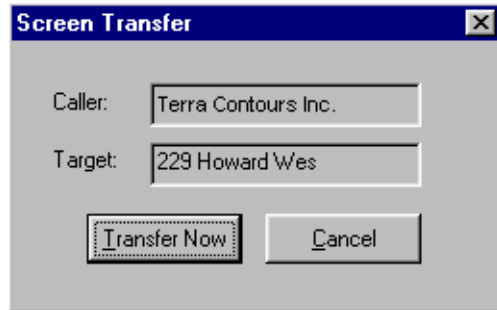 Screen Transfer
Caller: Terra Contours Inc.
Target: 229 Howard Wes
Transfer Now Cancel